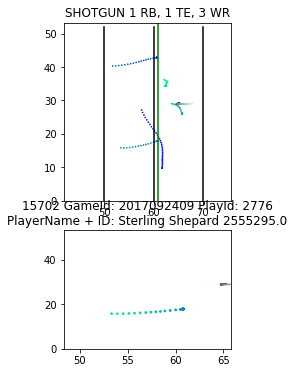 SHOTGUN 1 RB, 1 TE, 3 WR
50
40
30
20
10
0
50 60 70
15702 GameId: 2017092409 PlayId: 2776
PlayerName + ID: Sterling Shepard 2555295.0
40
20
0
50 55 60 65